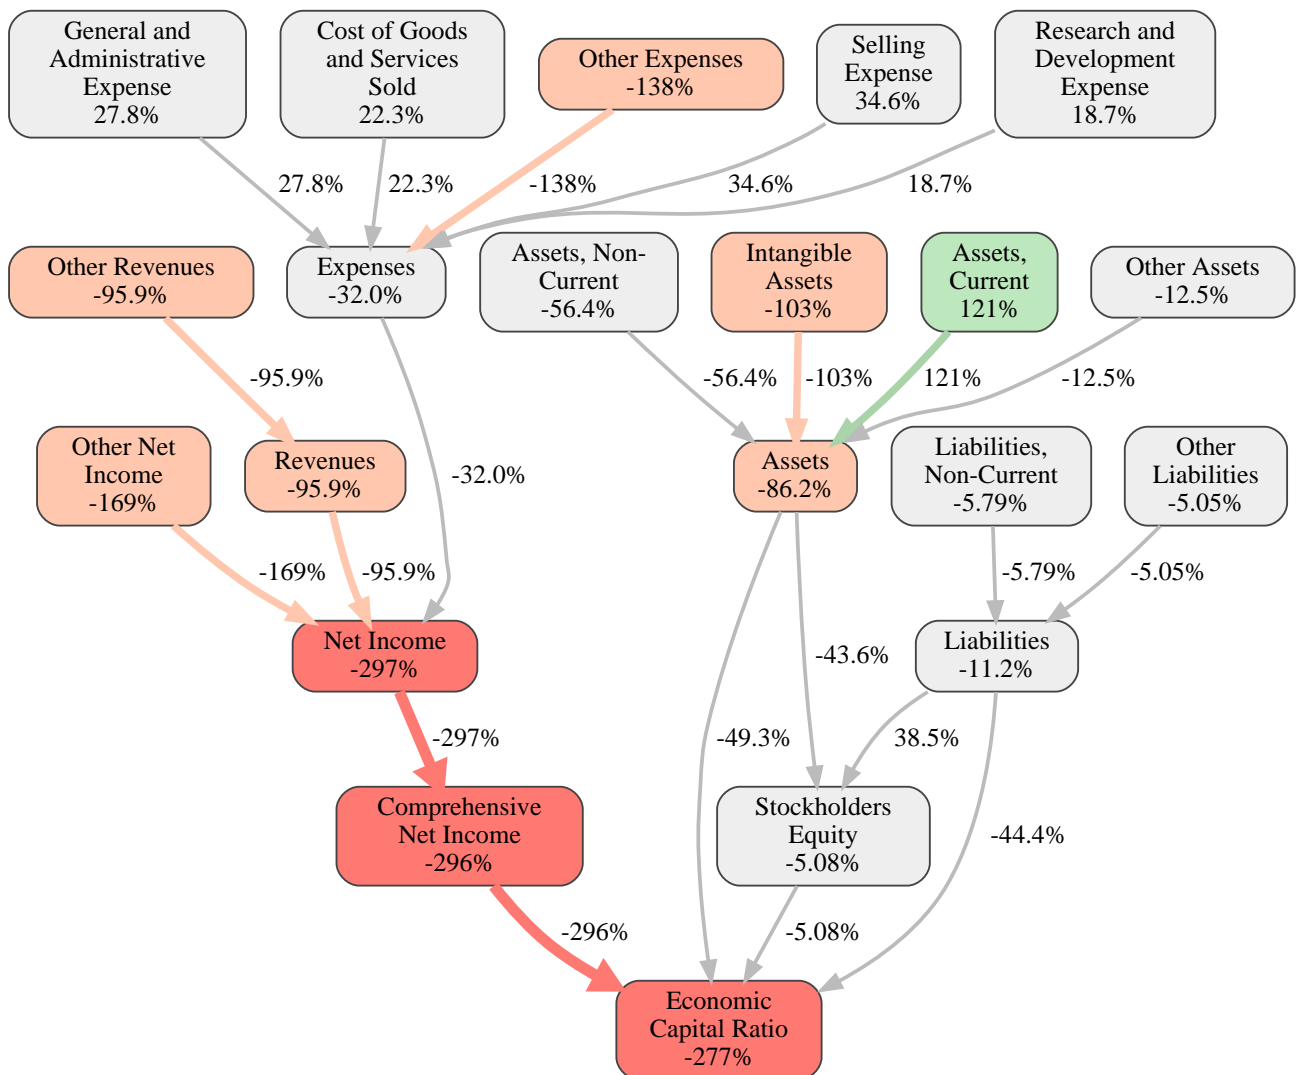 General and
Administrative
Expense
27.8%
Cost of Goods
and Services
Sold
22.3%
Other Expenses
-138%
Selling
Expense
34.6%
Research and
Development
Expense
18.7%
27.8%
22.3%
-138%
34.6%
18.7%
Other Revenues
-95.9%
Expenses
-32.0%
Assets, Non-
Current
-56.4%
Intangible
Assets
-103%
Assets,
Current
121%
Other Assets
-12.5%
-95.9%
-56.4%
-103%
121%
-12.5%
Other Net
Income
-169%
Revenues
-95.9%
-32.0%
Assets
-86.2%
Liabilities,
Non-Current
-5.79%
Other
Liabilities
-5.05%
-169%
-95.9%
-5.79%
-5.05%
Net Income
-297%
-43.6%
Liabilities
-11.2%
-297%
-49.3%
38.5%
Comprehensive
Net Income
-296%
Stockholders
Equity
-5.08%
-44.4%
-296%
-5.08%
Economic
Capital Ratio
-277%